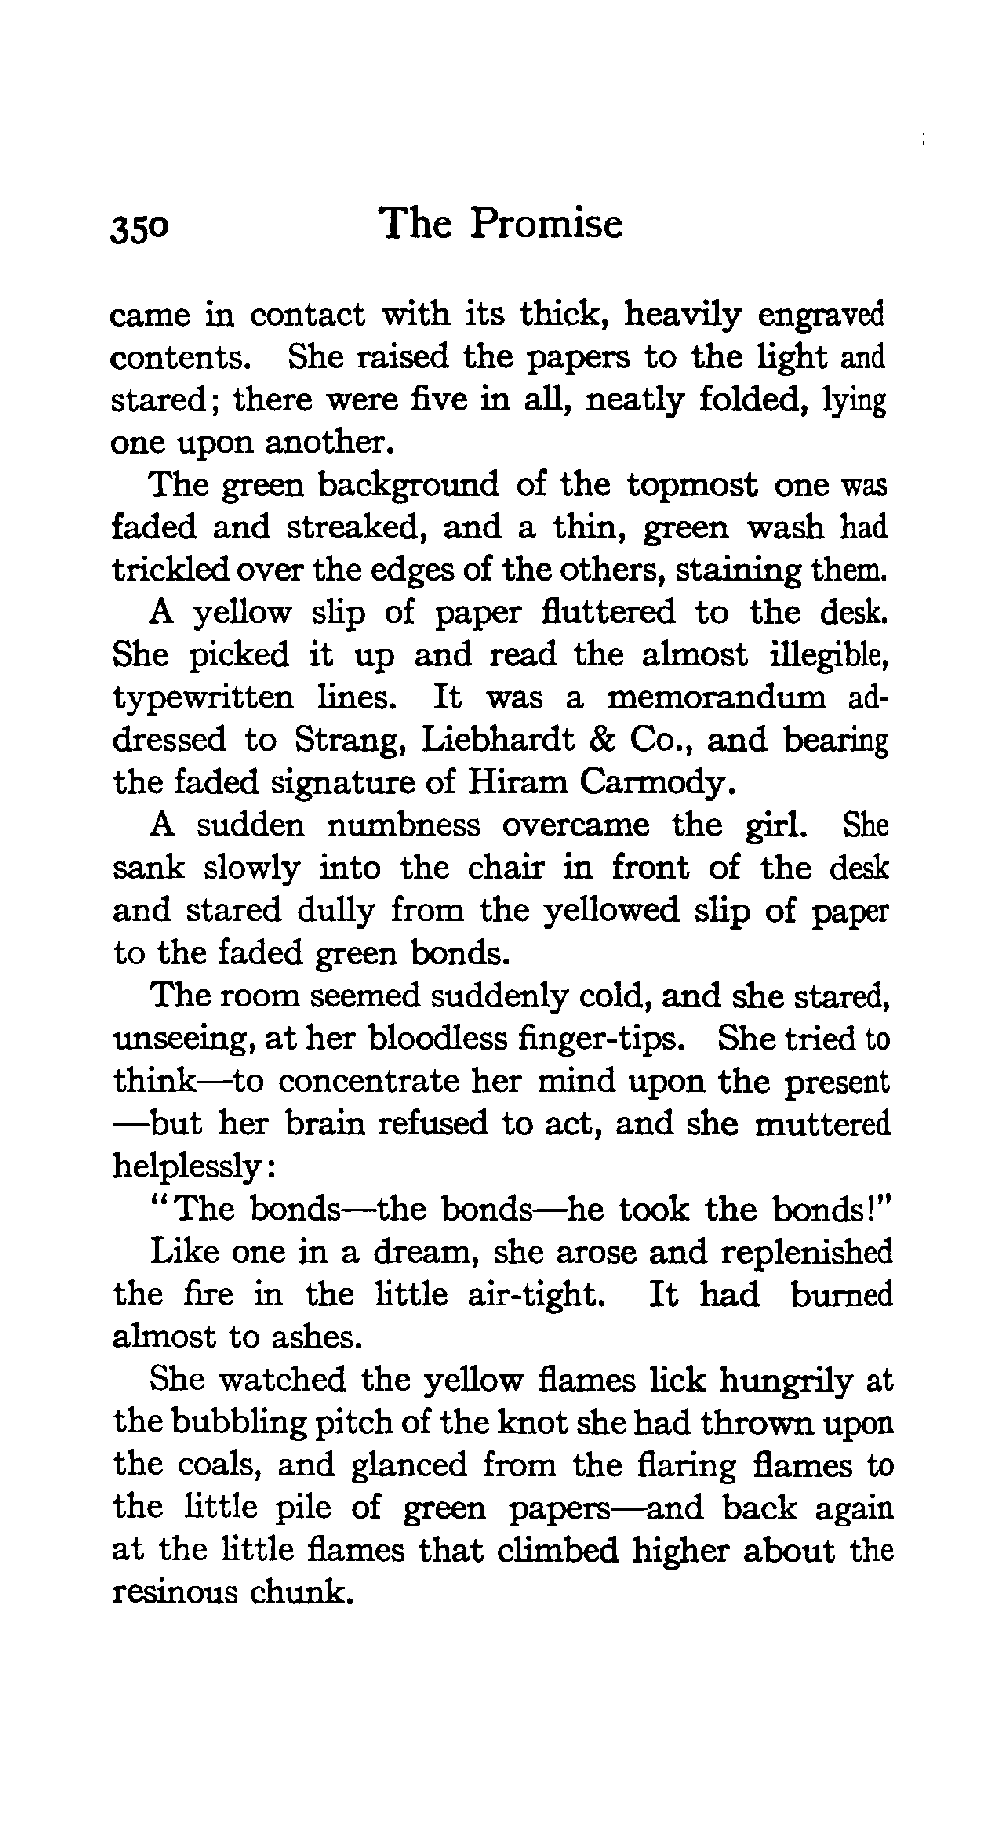 350 The Promise
came in contact with its thick, heavily engraved
contents. She raised the papers to the light and
stared; there were five in all, neatly folded, lying
one upon another.
The green background of the topmost one was
faded and streaked, and a thin, green wash had
trickled over the edges of the others, staining them.
A yellow slip of paper fluttered to the desk.
She picked it up and read the almost illegible,
typewritten lines. It was a memorandum ad-
dressed to Strang, Liebhardt & Co., and bearing
the faded signature of Hiram Carmody.
A sudden numbness overcame the girl. She
sank slowly into the chair in front of the desk
and stared dully from the yellowed slip of paper
to the faded green bonds.
The room seemed suddenly cold, and she stared,
unseeing, at her bloodless finger-tips. She tried to
think—to concentrate her mind upon the present
—but her brain refused to act, and she muttered
helplessly:
"The bonds—the bonds—he took the bonds!"
Like one in a dream, she arose and replenished
the fire in the little air-tight. It had burned
almost to ashes.
She watched the yellow flames lick hungrily at
the bubbling pitch of the knot she had thrown upon
the coals, and glanced from the flaring flames to
the little pile of green papers—and back again
at the little flames that climbed higher about the
resinous chunk.